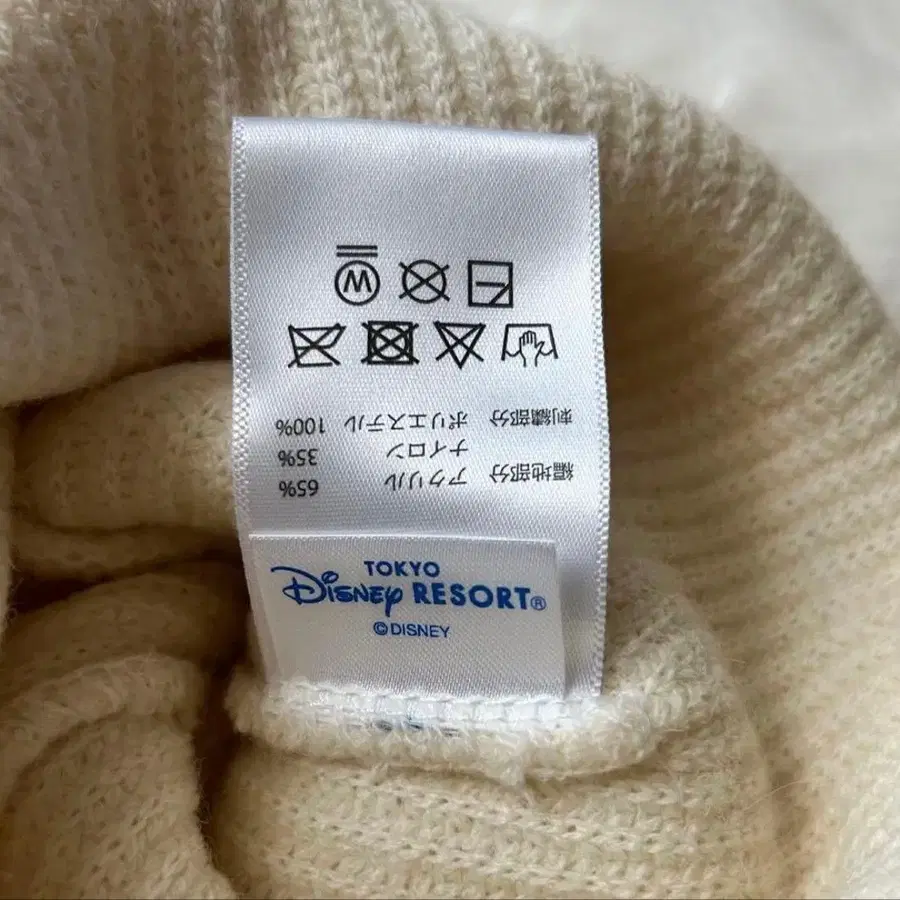 TOKYO
Disney RESORT®
©DISNEY
編地部分 アクリル 65%
ナイロン 35%
刺繍部分 ポリエステル 100%
W